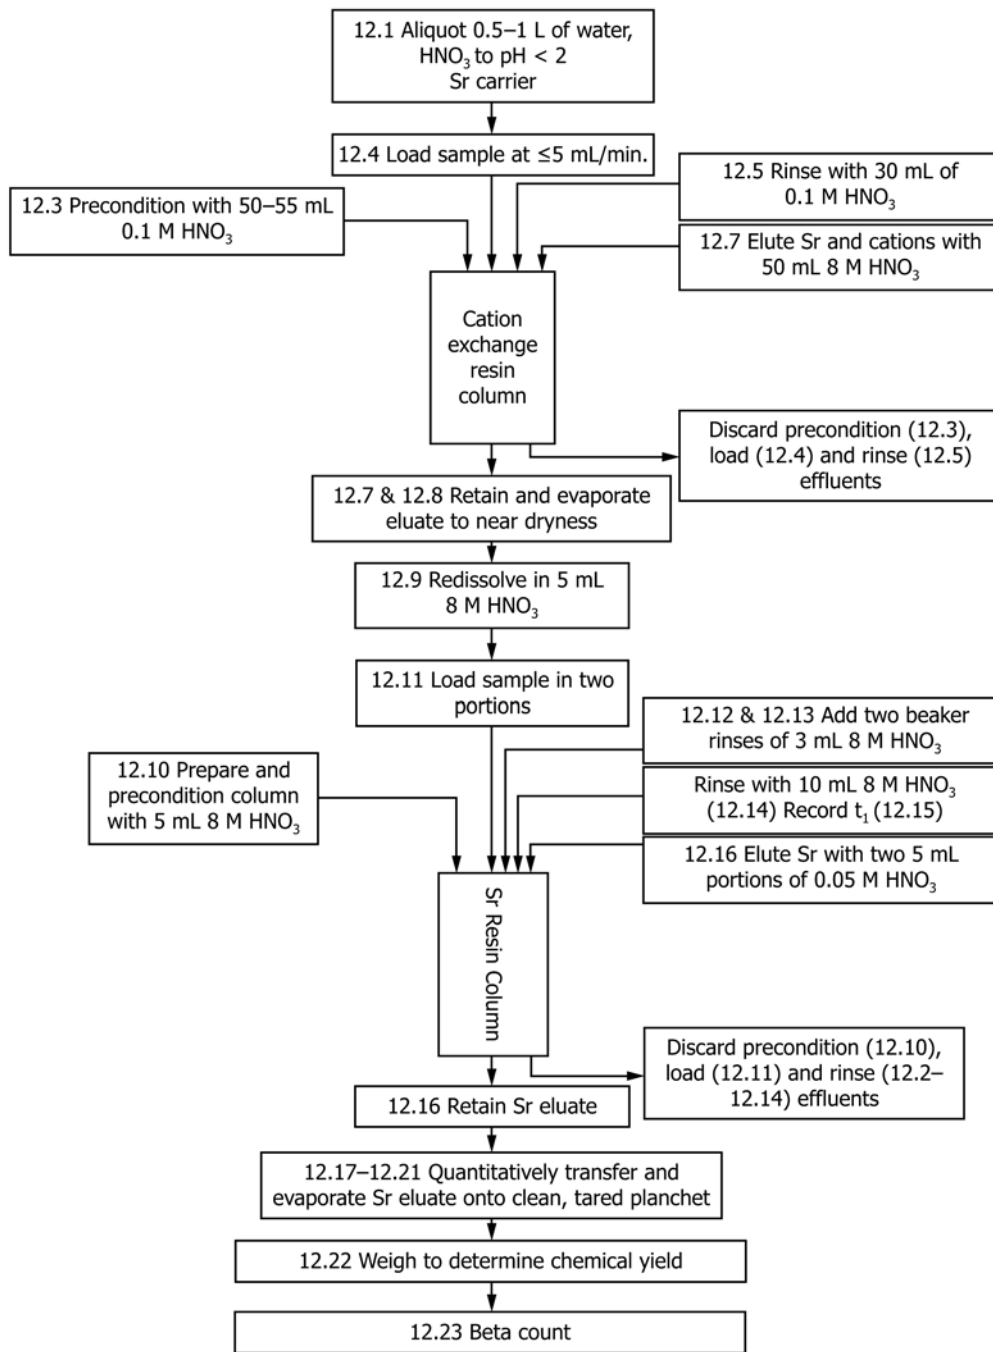 12.1 Aliquot 0.5–1 L of water,
HNO₃ to pH < 2
Sr carrier
12.4 Load sample at ≤5 mL/min.
12.5 Rinse with 30 mL of
0.1 M HNO₃
12.3 Precondition with 50–55 mL
0.1 M HNO₃
12.7 Elute Sr and cations with
50 mL 8 M HNO₃
Cation
exchange
resin
column
Discard precondition (12.3),
load (12.4) and rinse (12.5)
effluents
12.7 & 12.8 Retain and evaporate
eluate to near dryness
12.9 Redissolve in 5 mL
8 M HNO₃
12.11 Load sample in two
portions
12.12 & 12.13 Add two beaker
rinses of 3 mL 8 M HNO₃
12.10 Prepare and
precondition column
with 5 mL 8 M HNO₃
Rinse with 10 mL 8 M HNO₃
(12.14) Record t₁ (12.15)
12.16 Elute Sr with two 5 mL
portions of 0.05 M HNO₃
Sr Resin Column
Discard precondition (12.10),
load (12.11) and rinse (12.2–
12.14) effluents
12.16 Retain Sr eluate
12.17–12.21 Quantitatively transfer and
evaporate Sr eluate onto clean, tared planchet
12.22 Weigh to determine chemical yield
12.23 Beta count